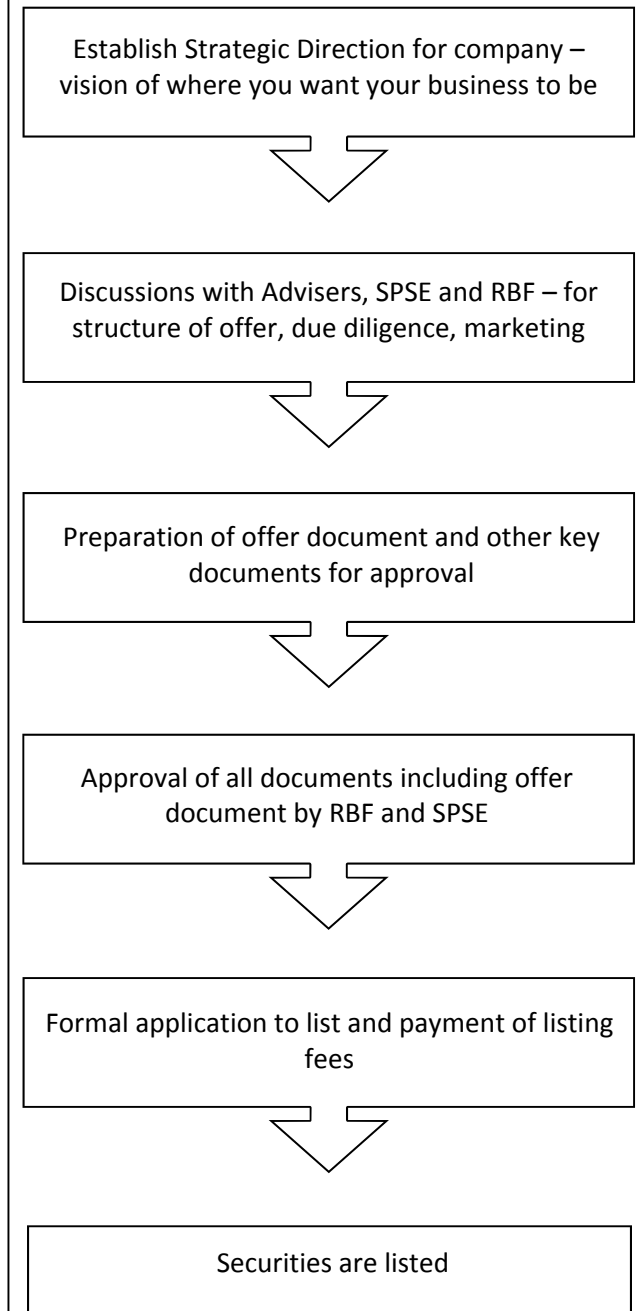 Establish Strategic Direction for company –
vision of where you want your business to be
Discussions with Advisers, SPSE and RBF – for
structure of offer, due diligence, marketing
Preparation of offer document and other key
documents for approval
Approval of all documents including offer
document by RBF and SPSE
Formal application to list and payment of listing
fees
Securities are listed